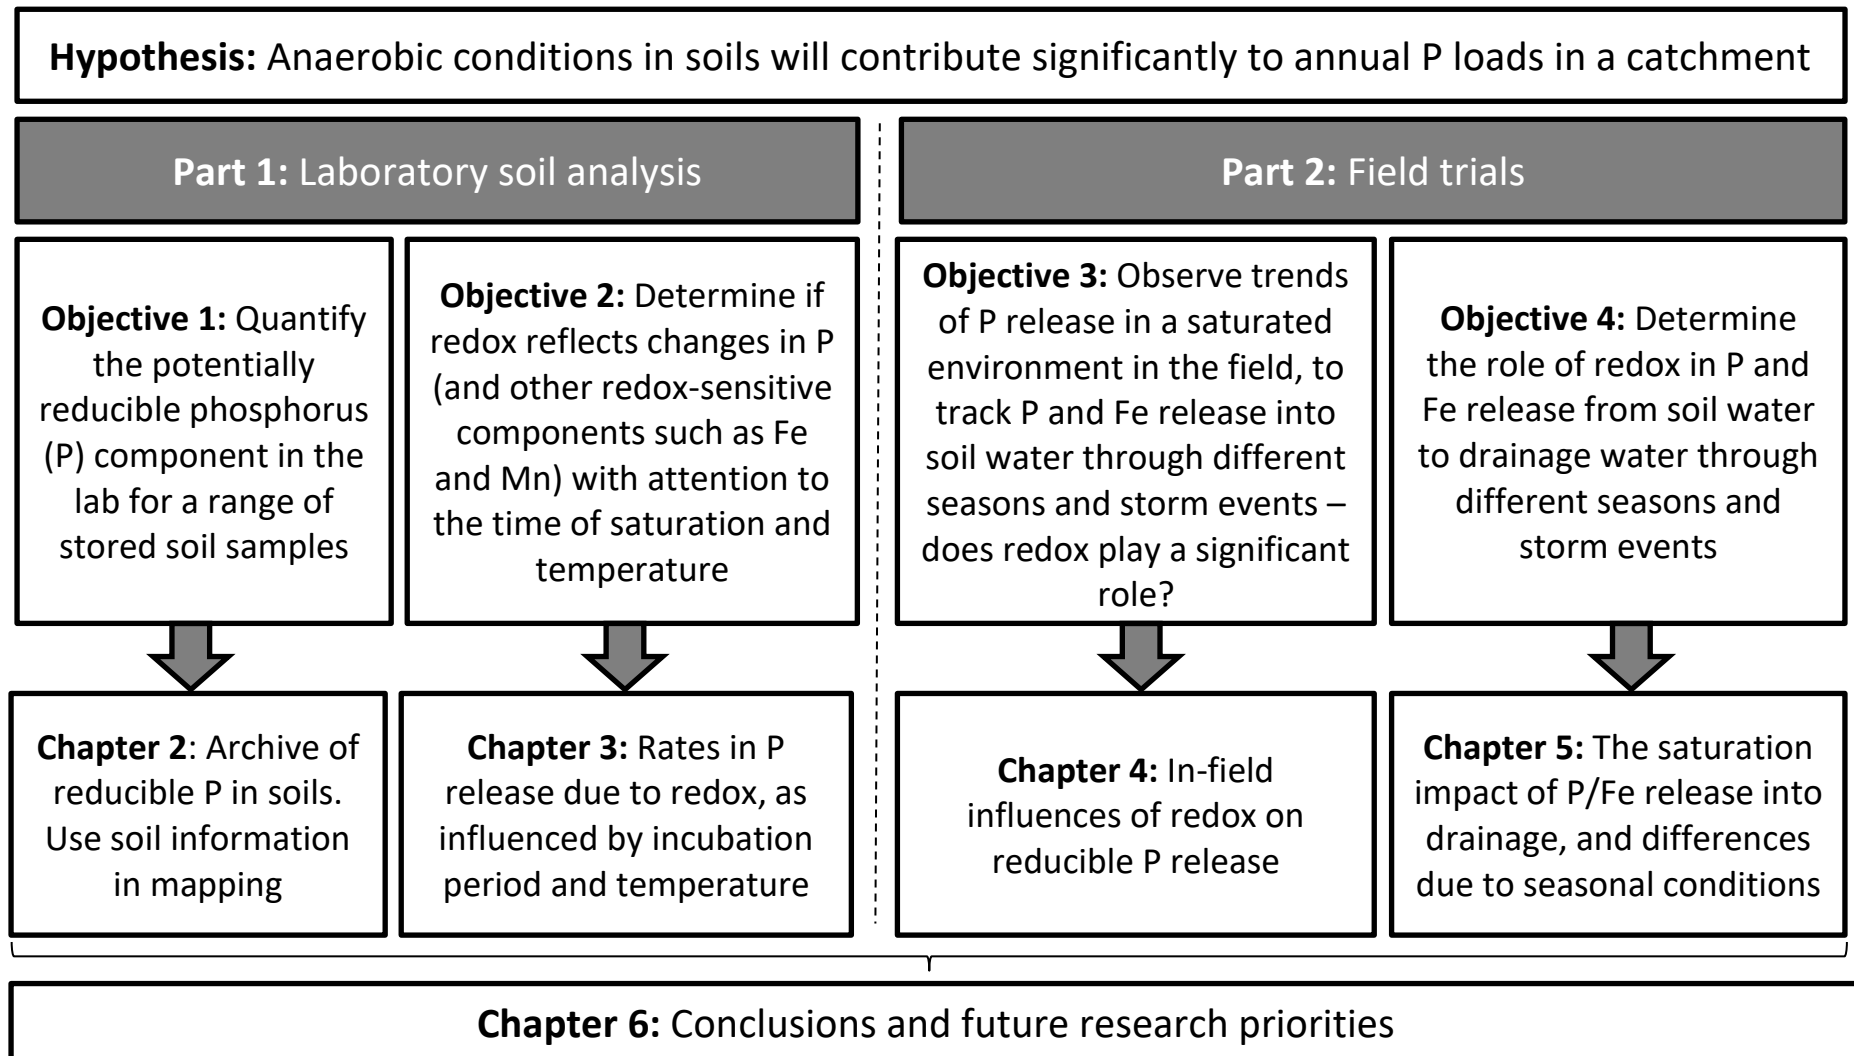 Hypothesis: Anaerobic conditions in soils will contribute significantly to annual P loads in a catchment
Part 1: Laboratory soil analysis
Part 2: Field trials
Objective 1: Quantify
the potentially
reducible phosphorus
(P) component in the
lab for a range of
stored soil samples
Objective 2: Determine if
redox reflects changes in P
(and other redox-sensitive
components such as Fe
and Mn) with attention to
the time of saturation and
temperature
Objective 3: Observe trends
of P release in a saturated
environment in the field, to
track P and Fe release into
soil water through different
seasons and storm events –
does redox play a significant
role?
Objective 4: Determine
the role of redox in P and
Fe release from soil water
to drainage water through
different seasons and
storm events
Chapter 2: Archive of
reducible P in soils.
Use soil information
in mapping
Chapter 3: Rates in P
release due to redox, as
influenced by incubation
period and temperature
Chapter 4: In-field
influences of redox on
reducible P release
Chapter 5: The saturation
impact of P/Fe release into
drainage, and differences
due to seasonal conditions
Chapter 6: Conclusions and future research priorities